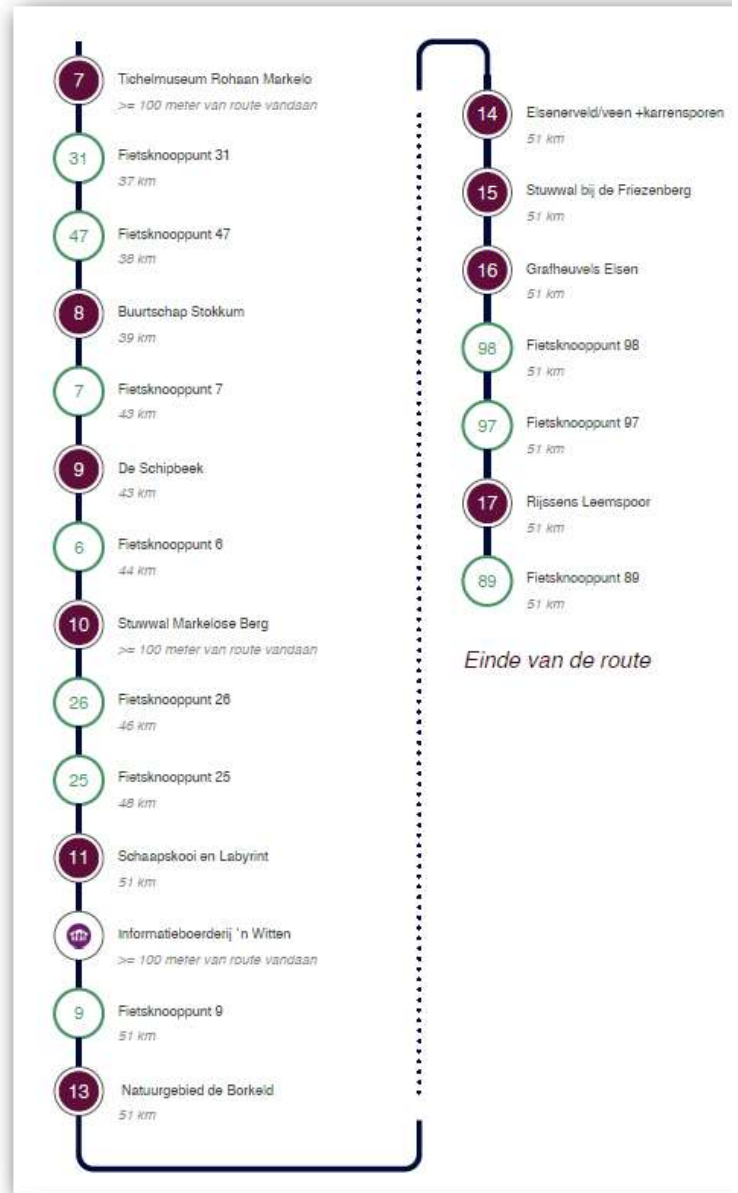 7
Tichelmuseum Rohaan Markelo
>= 100 meter van route vandaan
31
Fietsknooppunt 31
37 km
47
Fietsknooppunt 47
38 km
8
Buurtschap Stokkum
39 km
7
Fietsknooppunt 7
43 km
9
De Schipbeek
43 km
6
Fietsknooppunt 6
44 km
10
Stuwwal Markelose Berg
>= 100 meter van route vandaan
26
Fietsknooppunt 26
46 km
25
Fietsknooppunt 25
48 km
11
Schaapskooi en Labyrint
51 km
Informatieboerderij 'n Witten
>= 100 meter van route vandaan
9
Fietsknooppunt 9
51 km
13
Natuurgebied de Borkeld
51 km
14
Elsenerveld/veen +karrensporen
51 km
15
Stuwwal bij de Friezenberg
51 km
16
Grafheuvels Elsen
51 km
98
Fietsknooppunt 98
51 km
97
Fietsknooppunt 97
51 km
17
Rijssens Leemspoor
51 km
89
Fietsknooppunt 89
51 km
Einde van de route